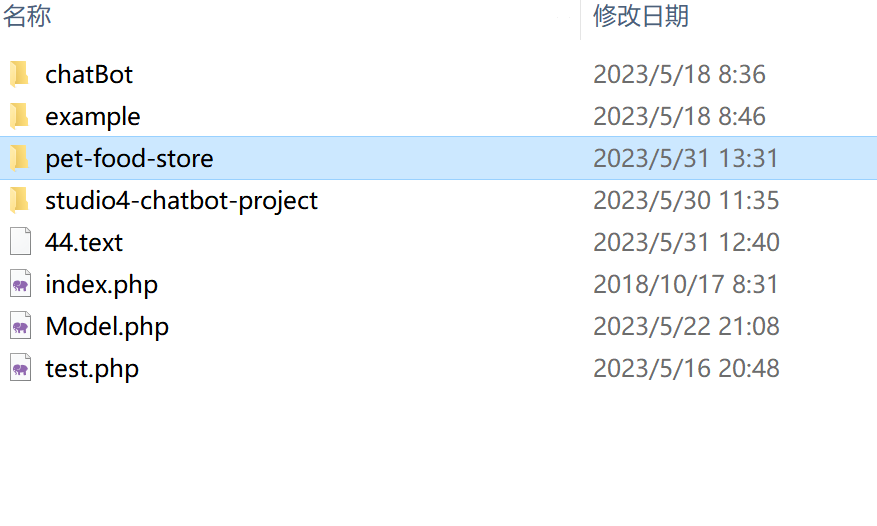 名称 修改日期
chatBot 2023/5/18 8:36
example 2023/5/18 8:46
pet-food-store 2023/5/31 13:31
studio4-chatbot-project 2023/5/30 11:35
44.text 2023/5/31 12:40
index.php 2018/10/17 8:31
Model.php 2023/5/22 21:08
test.php 2023/5/16 20:48